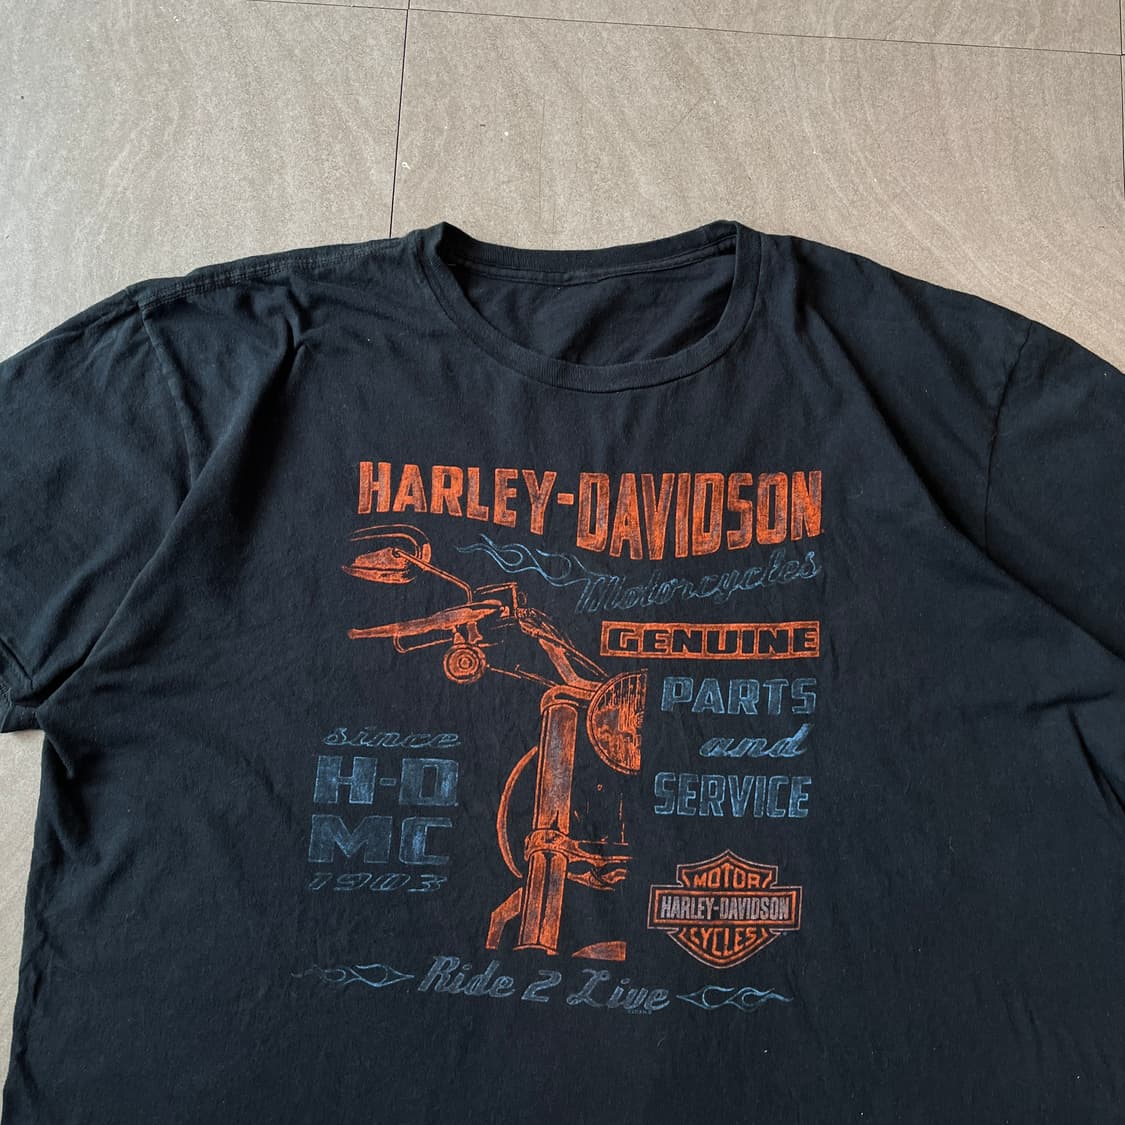 HARLEY-DAVIDSON
Motorcycles
GENUINE
PARTS
and
SERVICE
since
H-D
MC
1903
MOTOR
HARLEY-DAVIDSON
CYCLES
Ride 2 Live